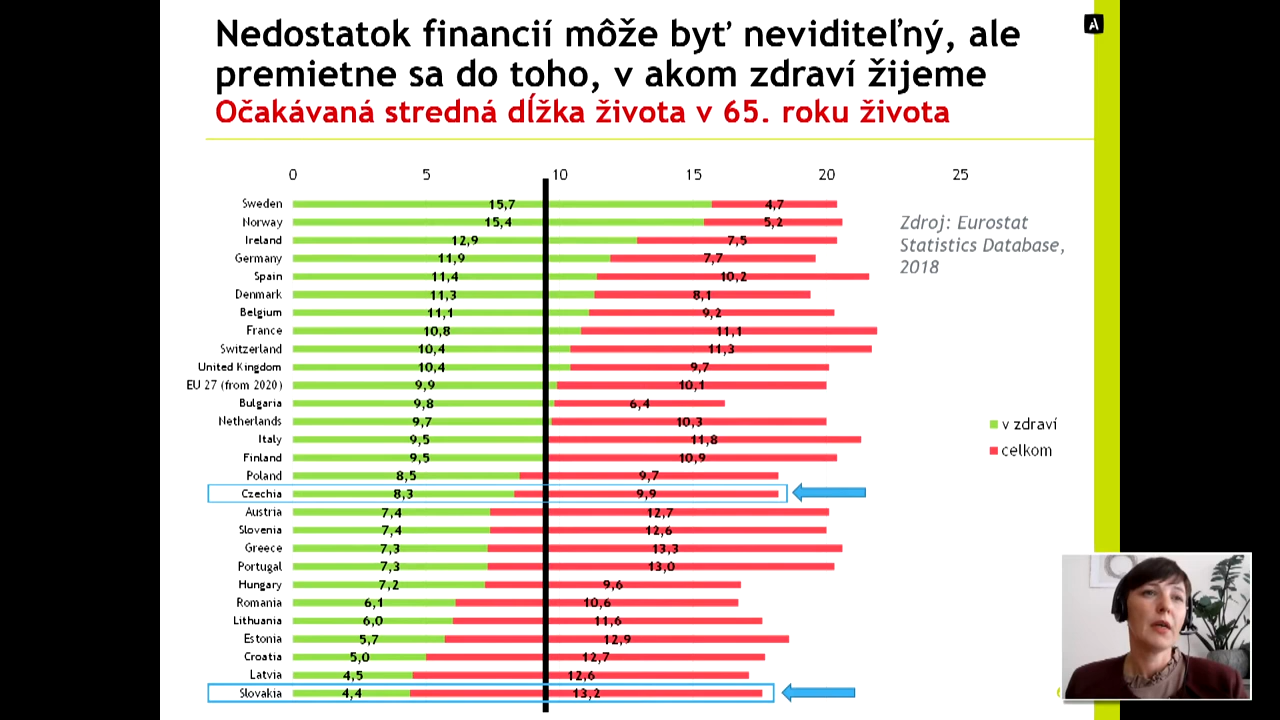 Nedostatok financií môže byť neviditeľný, ale
premietne sa do toho, v akom zdraví žijeme
Očakávaná stredná dĺžka života v 65. roku života
A
0 5 10 15 20 25
Sweden 15,7 4,7
Norway 15,4 5,2
Ireland 12,9 7,5
Germany 11,9 7,7
Spain 11,4 10,2
Denmark 11,3 8,1
Belgium 11,1 9,2
France 10,8 11,1
Switzerland 10,4 11,3
United Kingdom 10,4 9,7
EU 27 (from 2020) 9,9 10,1
Bulgaria 9,8 6,4
Netherlands 9,7 10,3
Italy 9,5 11,8
Finland 9,5 10,9
Poland 8,5 9,7
Czechia 8,3 9,9
Austria 7,4 12,7
Slovenia 7,4 12,6
Greece 7,3 13,3
Portugal 7,3 13,0
Hungary 7,2 9,6
Romania 6,1 10,6
Lithuania 6,0 11,6
Estonia 5,7 12,9
Croatia 5,0 12,7
Latvia 4,5 12,6
Slovakia 4,4 13,2
Zdroj: Eurostat
Statistics Database,
2018
v zdraví
celkom